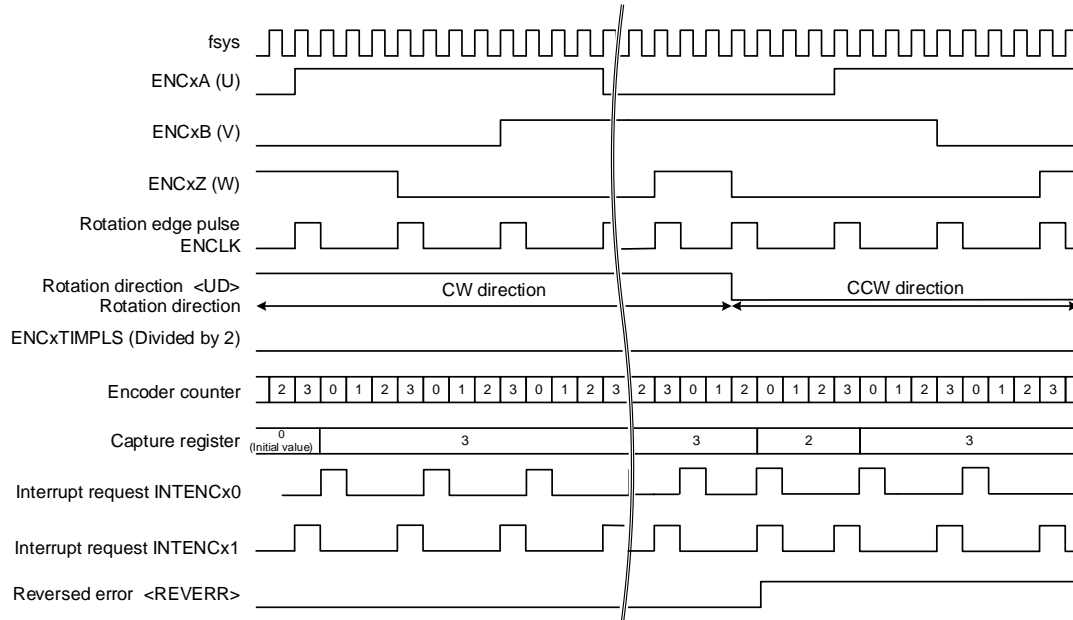 fsys
ENCxA (U)
ENCxB (V)
ENCxZ (W)
Rotation edge pulse
ENCLK
Rotation direction <UD>
Rotation direction
CW direction
CCW direction
ENCxTIMPLS (Divided by 2)
Encoder counter
2 3 0 1 2 3 0 1 2 3 0 1 2 3 2 3 0 1 2 0 1 2 3 0 1 2 3 0 1 2 3
Capture register
0
(Initial value)
3
3
2
3
Interrupt request INTENCx0
Interrupt request INTENCx1
Reversed error <REVERR>